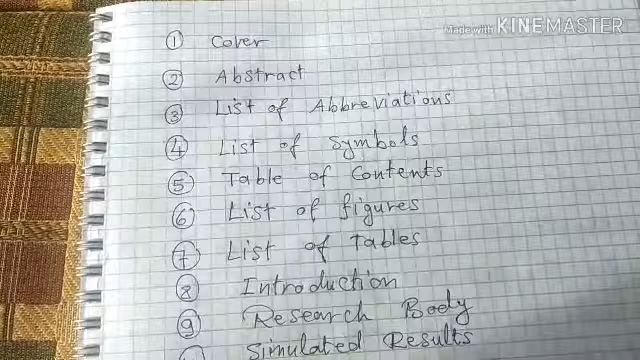 Made with KINEMASTER
① Cover
② Abstract
③ List of Abbreviations
④ List of Symbols
⑤ Table of Contents
⑥ List of figures
⑦ List of Tables
⑧ Introduction
⑨ Research Body
Simulated Results